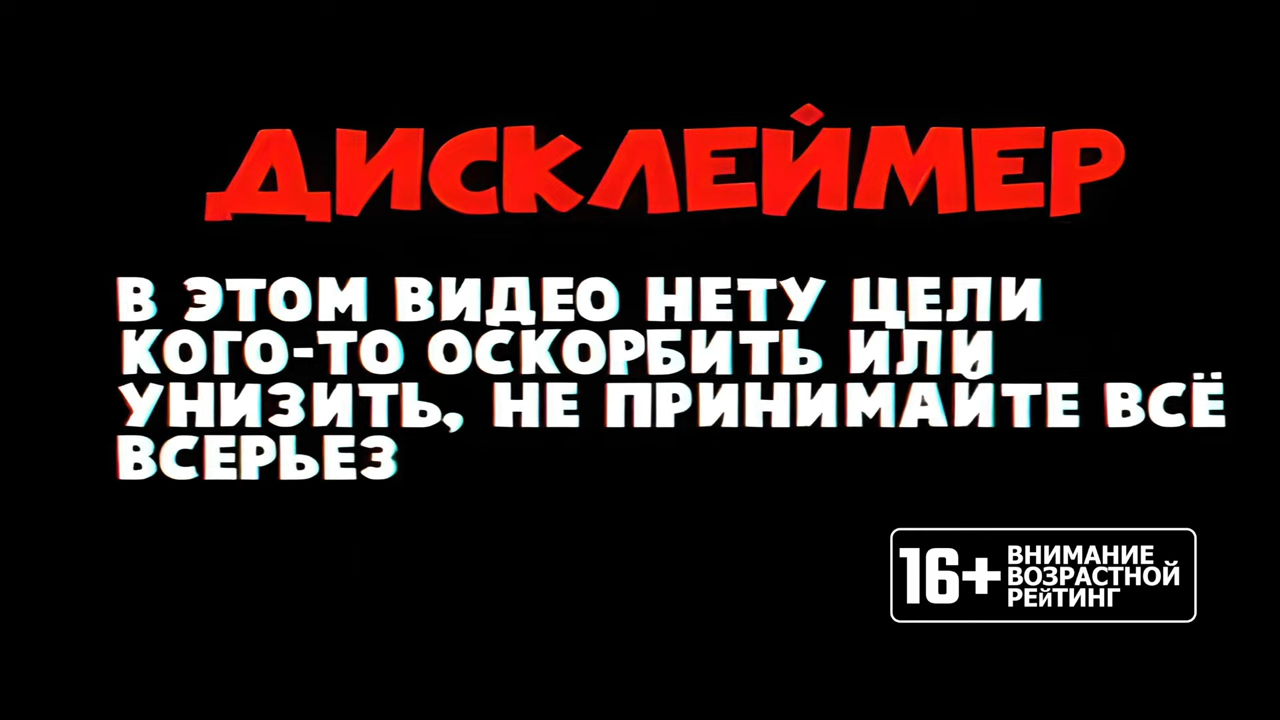 ДИСКЛЕЙМЕР
В ЭТОМ ВИДЕО НЕТУ ЦЕЛИ
КОГО-ТО ОСКОРБИТЬ ИЛИ
УНИЗИТЬ, НЕ ПРИНИМАЙТЕ ВСЁ
ВСЕРЬЕЗ
16+ ВНИМАНИЕ
ВОЗРАСТНОЙ
РЕйТИНГ